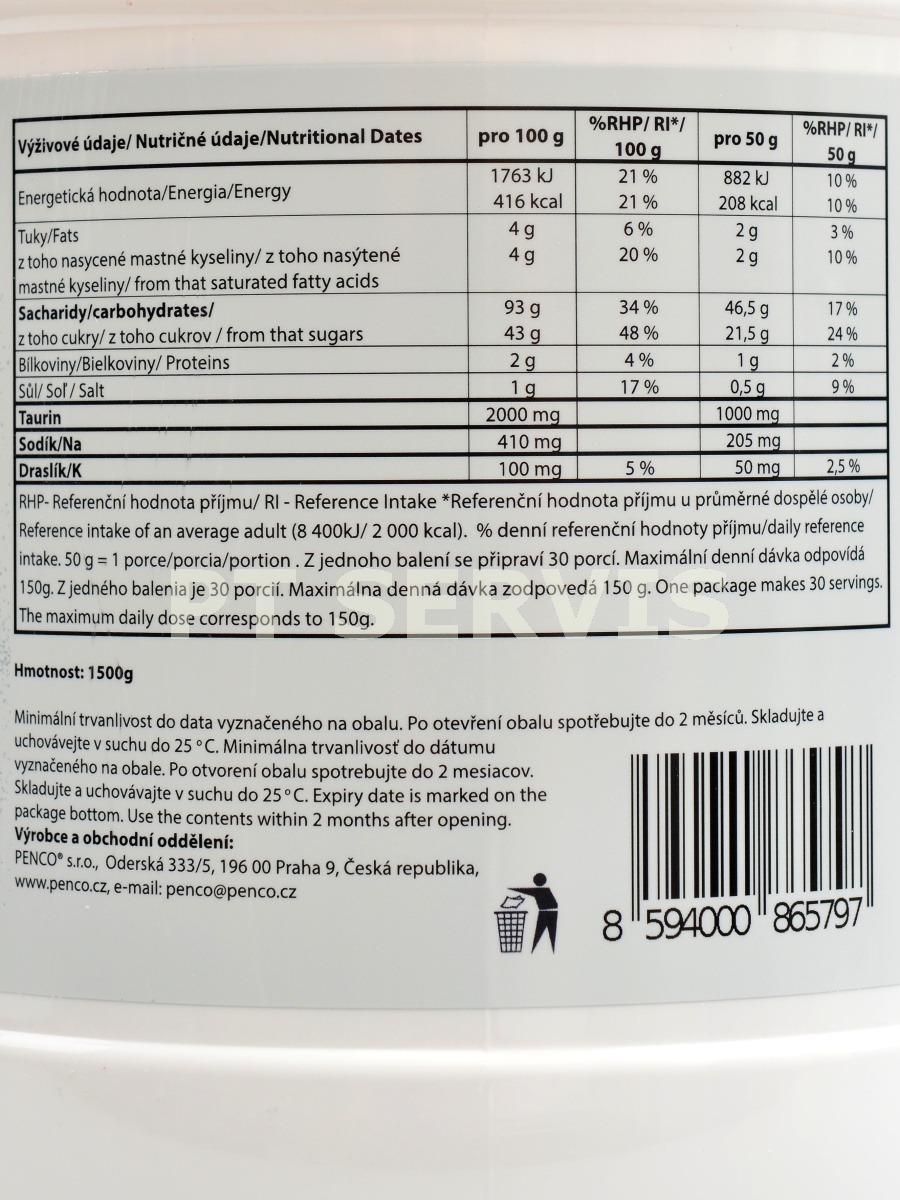 Výživové údaje/ Nutričné údaje/Nutritional Dates pro 100 g %RHP/ RI*/ 100 g pro 50 g %RHP/ RI*/ 50 g
Energetická hodnota/Energia/Energy 1763 kJ 21 % 882 kJ 10 %
416 kcal 21 % 208 kcal 10 %
Tuky/Fats 4 g 6 % 2 g 3 %
z toho nasycené mastné kyseliny/ z toho nasýtené 4 g 20 % 2 g 10 %
mastné kyseliny/ from that saturated fatty acids
Sacharidy/carbohydrates/ 93 g 34 % 46,5 g 17 %
z toho cukry/ z toho cukrov / from that sugars 43 g 48 % 21,5 g 24 %
Bílkoviny/Bielkoviny/ Proteins 2 g 4 % 1 g 2 %
Sůl/ Soľ / Salt 1 g 17 % 0,5 g 9 %
Taurin 2000 mg 1000 mg
Sodík/Na 410 mg 205 mg
Draslík/K 100 mg 5 % 50 mg 2,5 %
RHP- Referenční hodnota příjmu/ RI - Reference Intake *Referenční hodnota příjmu u průměrné dospělé osoby/
Reference intake of an average adult (8 400kJ/ 2 000 kcal). % denní referenční hodnoty příjmu/daily reference
intake. 50 g = 1 porce/porcia/portion . Z jednoho balení se připraví 30 porcí. Maximální denní dávka odpovídá
150g. Z jedného balenia je 30 porcií. Maximálna denná dávka zodpovedá 150 g. One package makes 30 servings.
The maximum daily dose corresponds to 150g.
PT SERVIS
Hmotnost: 1500g
Minimální trvanlivost do data vyznačeného na obalu. Po otevření obalu spotřebujte do 2 měsíců. Skladujte a
uchovávejte v suchu do 25 °C. Minimálna trvanlivosť do dátumu
vyznačeného na obale. Po otvorení obalu spotrebujte do 2 mesiacov.
Skladujte a uchovávajte v suchu do 25°C. Expiry date is marked on the
package bottom. Use the contents within 2 months after opening.
Výrobce a obchodní oddělení:
PENCO® s.r.o., Oderská 333/5, 196 00 Praha 9, Česká republika,
www.penco.cz, e-mail: penco@penco.cz
8 594000 865797